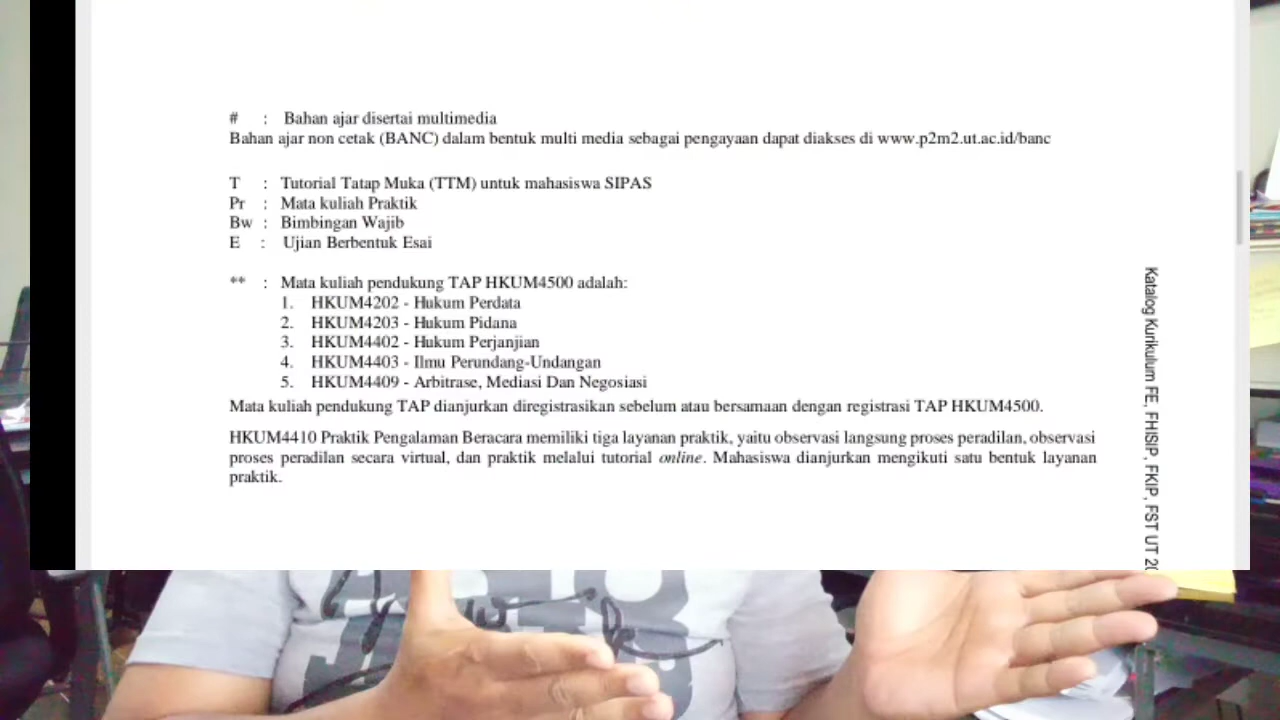 # : Bahan ajar disertai multimedia
Bahan ajar non cetak (BANC) dalam bentuk multi media sebagai pengayaan dapat diakses di www.p2m2.ut.ac.id/banc
T : Tutorial Tatap Muka (TTM) untuk mahasiswa SIPAS
Pr : Mata kuliah Praktik
Bw : Bimbingan Wajib
E : Ujian Berbentuk Esai
** : Mata kuliah pendukung TAP HKUM4500 adalah:
1. HKUM4202 - Hukum Perdata
2. HKUM4203 - Hukum Pidana
3. HKUM4402 - Hukum Perjanjian
4. HKUM4403 - Ilmu Perundang-Undangan
5. HKUM4409 - Arbitrase, Mediasi Dan Negosiasi
Mata kuliah pendukung TAP dianjurkan diregistrasikan sebelum atau bersamaan dengan registrasi TAP HKUM4500.
HKUM4410 Praktik Pengalaman Beracara memiliki tiga layanan praktik, yaitu observasi langsung proses peradilan, observasi
proses peradilan secara virtual, dan praktik melalui tutorial online. Mahasiswa dianjurkan mengikuti satu bentuk layanan
praktik.
Katalog Kurikulum FE, FHISIP, FKIP, FST UT